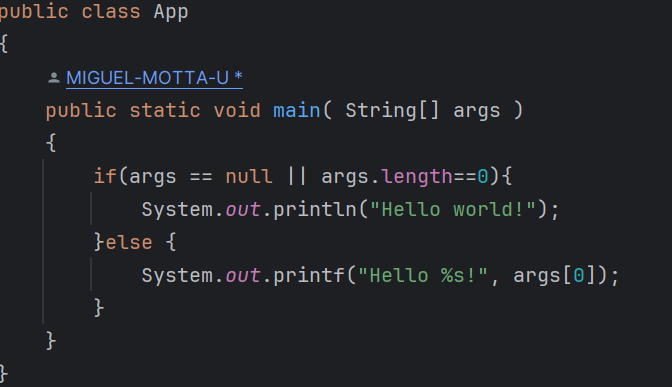 public class App
{
MIGUEL-MOTTA-U *
public static void main( String[] args )
{
if(args == null || args.length==0){
System.out.println("Hello world!");
}else {
System.out.printf("Hello %s!", args[0]);
}
}
}